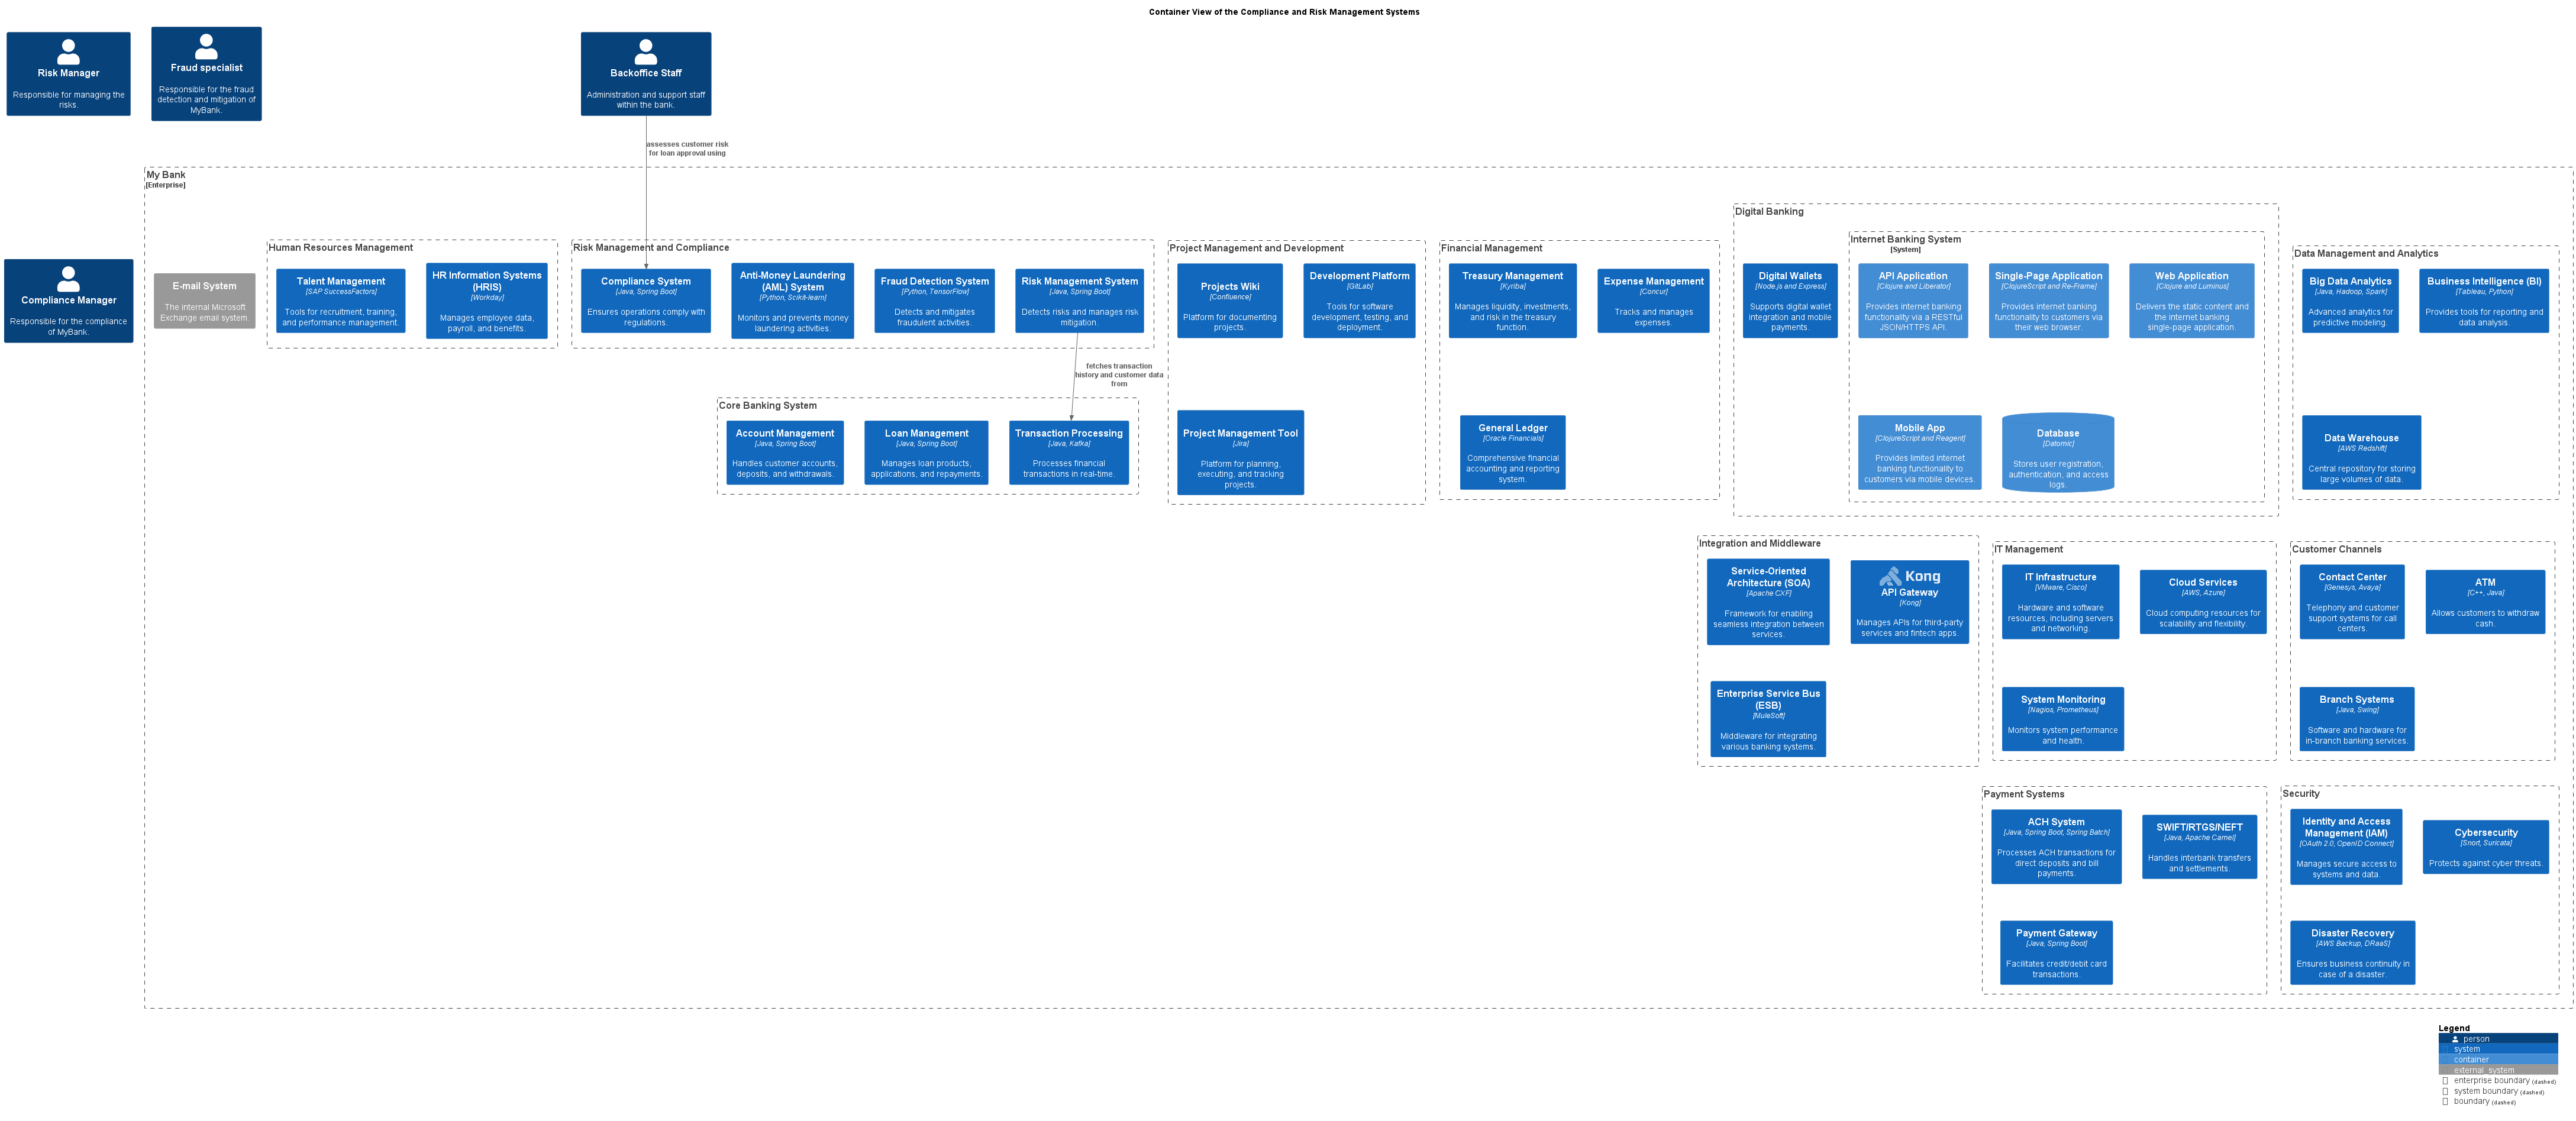 Container View of the Compliance and Risk Management Systems
Risk Manager
Responsible for managing the
risks.
Fraud specialist
Responsible for the fraud
detection and mitigation of
MyBank.
Backoffice Staff
Administration and support staff
within the bank.
assesses customer risk
for loan approval using
My Bank
[Enterprise]
Compliance Manager
Responsible for the compliance
of MyBank.
E-mail System
The internal Microsoft
Exchange email system.
Human Resources Management
Talent Management
[SAP SuccessFactors]
Tools for recruitment, training,
and performance management.
HR Information Systems
(HRIS)
[Workday]
Manages employee data,
payroll, and benefits.
Risk Management and Compliance
Compliance System
[Java, Spring Boot]
Ensures operations comply with
regulations.
Anti-Money Laundering
(AML) System
[Python, Scikit-learn]
Monitors and prevents money
laundering activities.
Fraud Detection System
[Python, TensorFlow]
Detects and mitigates
fraudulent activities.
Risk Management System
[Java, Spring Boot]
Detects risks and manages risk
mitigation.
fetches transaction
history and customer data
from
Core Banking System
Account Management
[Java, Spring Boot]
Handles customer accounts,
deposits, and withdrawals.
Loan Management
[Java, Spring Boot]
Manages loan products,
applications, and repayments.
Transaction Processing
[Java, Kafka]
Processes financial
transactions in real-time.
Project Management and Development
Projects Wiki
[Confluence]
Platform for documenting
projects.
Development Platform
[GitLab]
Tools for software
development, testing, and
deployment.
Project Management Tool
[Jira]
Platform for planning,
executing, and tracking
projects.
Financial Management
Treasury Management
[Kyriba]
Manages liquidity, investments,
and risk in the treasury
function.
Expense Management
[Concur]
Tracks and manages
expenses.
General Ledger
[Oracle Financials]
Comprehensive financial
accounting and reporting
system.
Digital Banking
Digital Wallets
[Node.js and Express]
Supports digital wallet
integration and mobile
payments.
Internet Banking System
[System]
API Application
[Clojure and Liberator]
Provides internet banking
functionality via a RESTful
JSON/HTTPS API.
Single-Page Application
[ClojureScript and Re-Frame]
Provides internet banking
functionality to customers via
their web browser.
Web Application
[Clojure and Luminus]
Delivers the static content and
the internet banking
single-page application.
Mobile App
[ClojureScript and Reagent]
Provides limited internet
banking functionality to
customers via mobile devices.
Database
[Datomic]
Stores user registration,
authentication, and access
logs.
Data Management and Analytics
Big Data Analytics
[Java, Hadoop, Spark]
Advanced analytics for
predictive modeling.
Business Intelligence (BI)
[Tableau, Python]
Provides tools for reporting and
data analysis.
Data Warehouse
[AWS Redshift]
Central repository for storing
large volumes of data.
Integration and Middleware
Service-Oriented
Architecture (SOA)
[Apache CXF]
Framework for enabling
seamless integration between
services.
Kong
API Gateway
[Kong]
Manages APIs for third-party
services and fintech apps.
Enterprise Service Bus
(ESB)
[MuleSoft]
Middleware for integrating
various banking systems.
IT Management
IT Infrastructure
[VMware, Cisco]
Hardware and software
resources, including servers
and networking.
Cloud Services
[AWS, Azure]
Cloud computing resources for
scalability and flexibility.
System Monitoring
[Nagios, Prometheus]
Monitors system performance
and health.
Customer Channels
Contact Center
[Genesys, Avaya]
Telephony and customer
support systems for call
centers.
ATM
[C++, Java]
Allows customers to withdraw
cash.
Branch Systems
[Java, Swing]
Software and hardware for
in-branch banking services.
Payment Systems
ACH System
[Java, Spring Boot, Spring Batch]
Processes ACH transactions for
direct deposits and bill
payments.
SWIFT/RTGS/NEFT
[Java, Apache Camel]
Handles interbank transfers
and settlements.
Payment Gateway
[Java, Spring Boot]
Facilitates credit/debit card
transactions.
Security
Identity and Access
Management (IAM)
[OAuth 2.0, OpenID Connect]
Manages secure access to
systems and data.
Cybersecurity
[Snort, Suricata]
Protects against cyber threats.
Disaster Recovery
[AWS Backup, DRaaS]
Ensures business continuity in
case of a disaster.
Legend
person
system
container
external_system
enterprise boundary (dashed)
system boundary (dashed)
boundary (dashed)